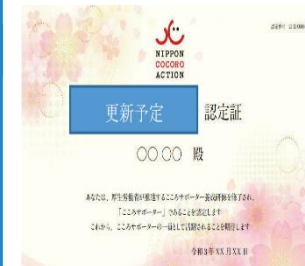 NIPPON
COCORO
ACTION
更新予定 認定証
〇〇 〇〇 殿
あなたは、厚生労働省が推進するこころサポーター養成研修を修了され、
「こころサポーター」であることを認定します
これから、こころサポーターの一員として活躍されることを期待します
令和3年 XX月XX日